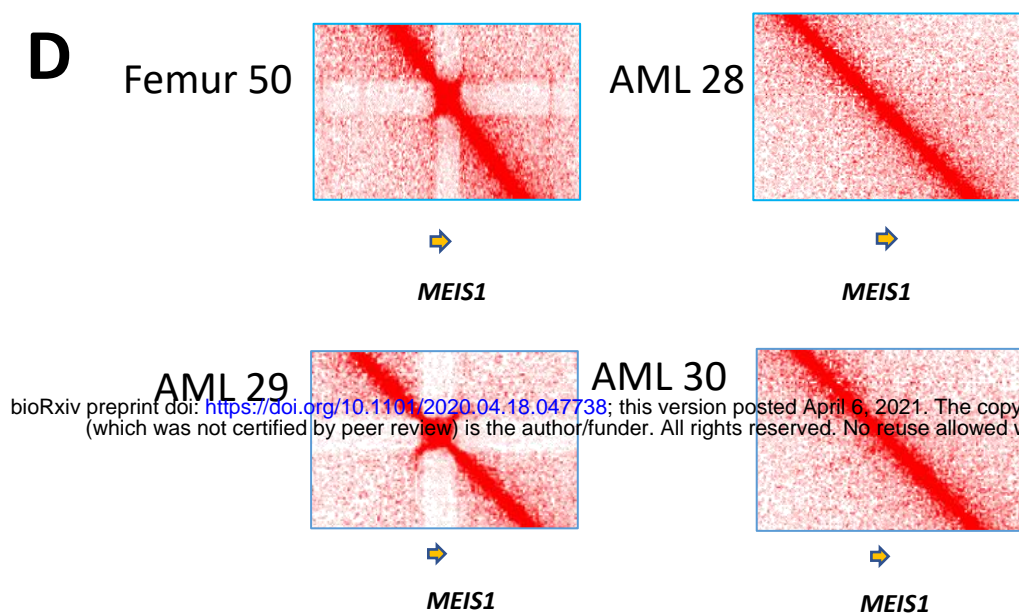 D
Femur 50
AML 28
MEIS1
MEIS1
AML 29
AML 30
bioRxiv preprint doi: https://doi.org/10.1101/2020.04.18.047738; this version posted April 6, 2021. The copy
(which was not certified by peer review) is the author/funder. All rights reserved. No reuse allowed
MEIS1
MEIS1